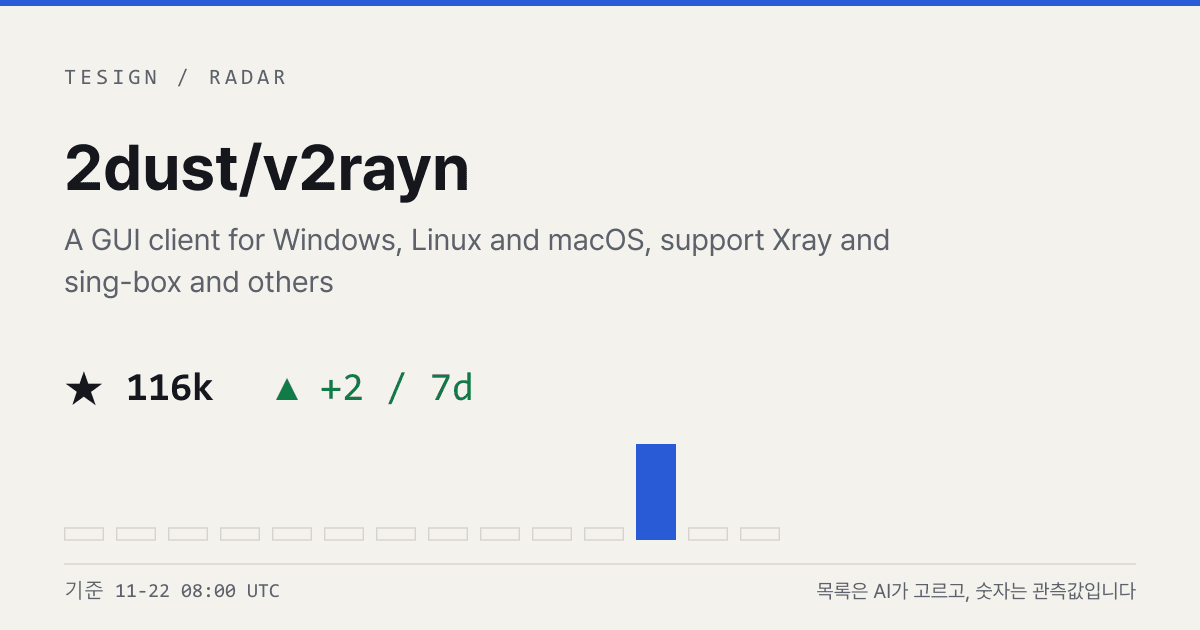 TESIGN / RADAR
2dust/v2rayn
A GUI client for Windows, Linux and macOS, support Xray and
sing-box and others
★ 116k ▲ +2 / 7d
기준 11-22 08:00 UTC
목록은 AI가 고르고, 숫자는 관측값입니다